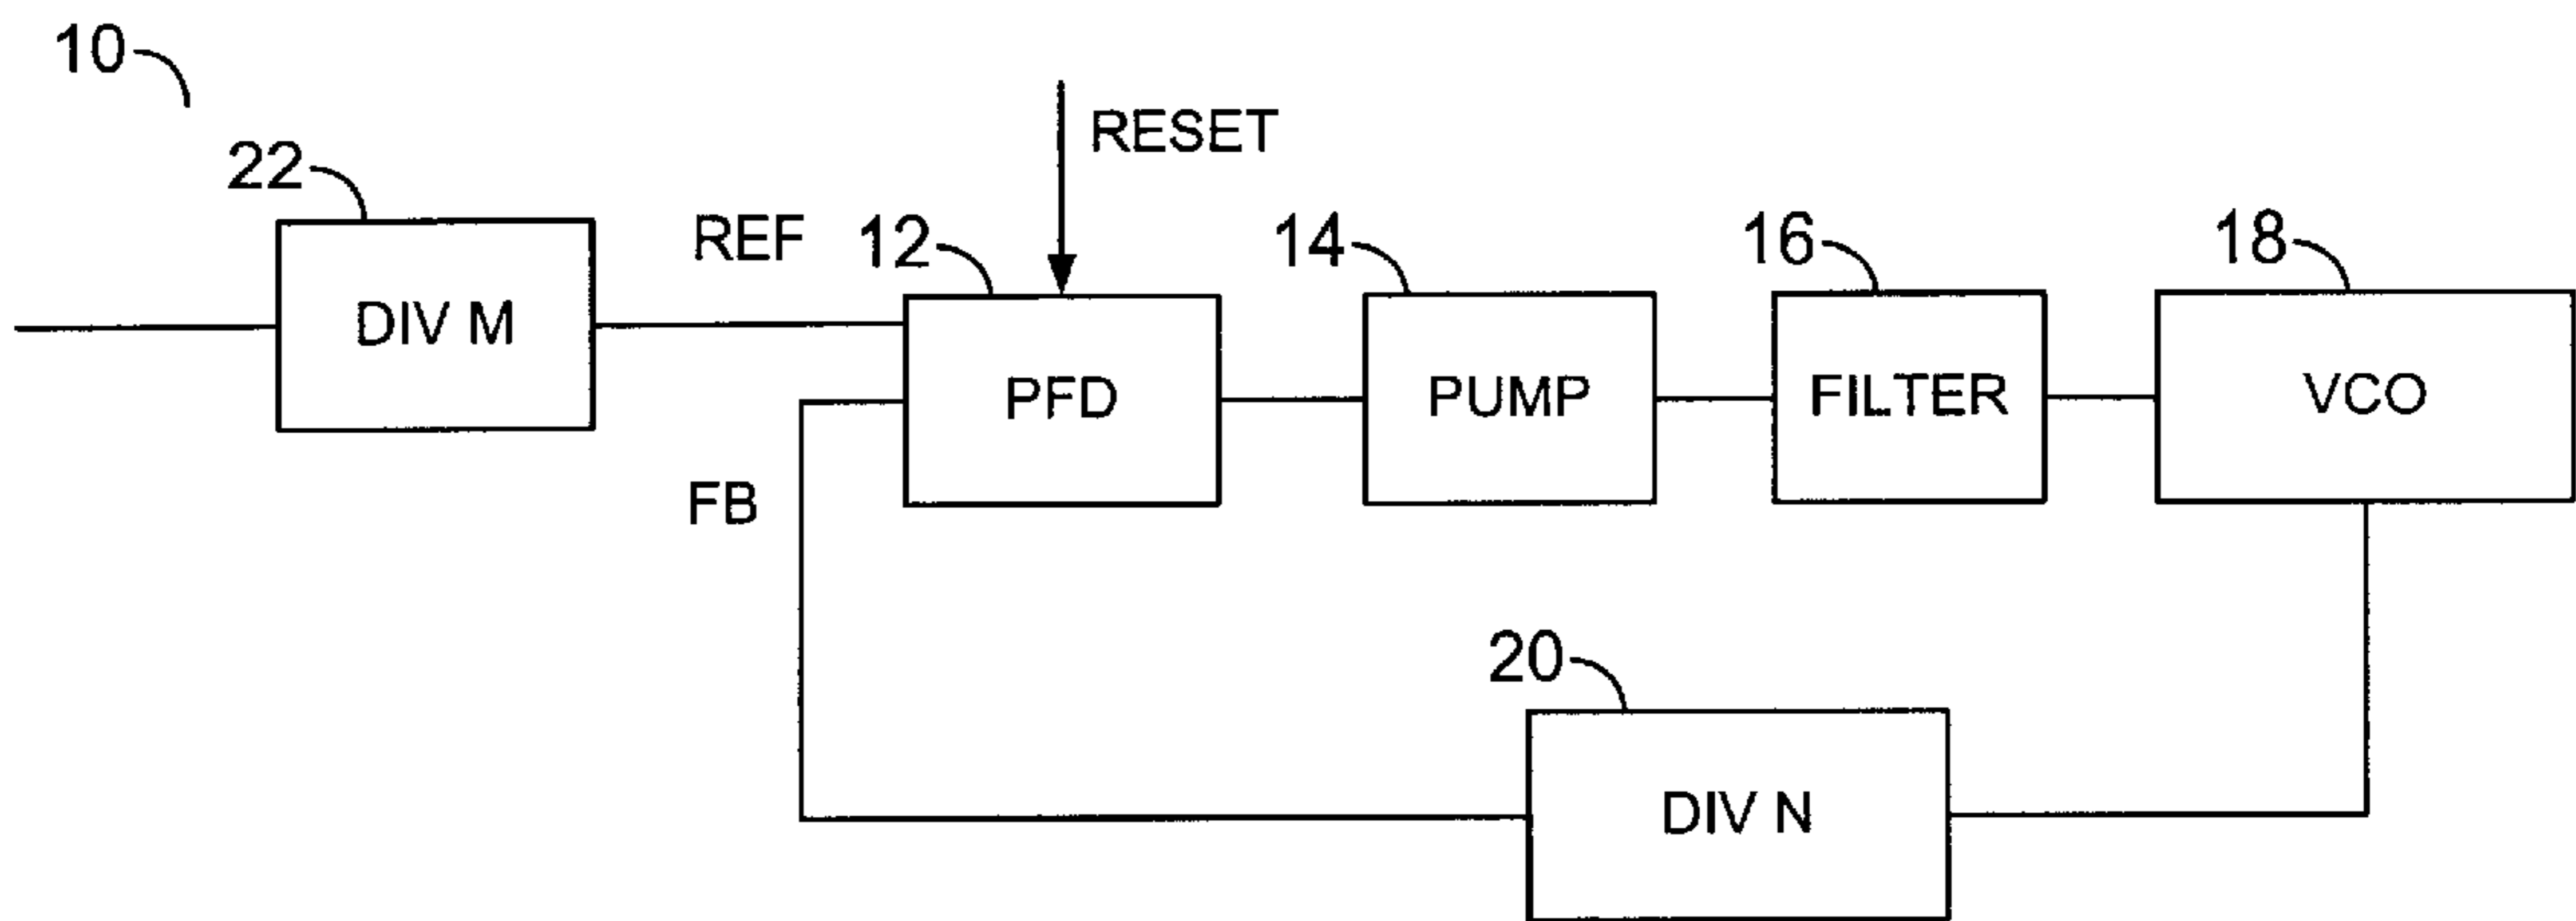 10
22
RESET
REF
12
14
16
18
DIV M
PFD
PUMP
FILTER
VCO
FB
20
DIV N